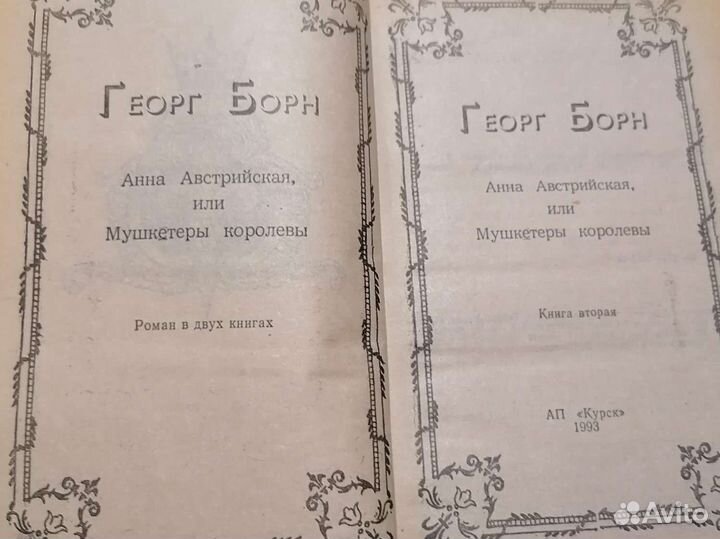 Георг Борн
Анна Австрийская,
или
Мушкетеры королевы
Роман в двух книгах
Георг Борн
Анна Австрийская,
или
Мушкетеры королевы
Книга вторая
АП «Курск»
1993
Avito